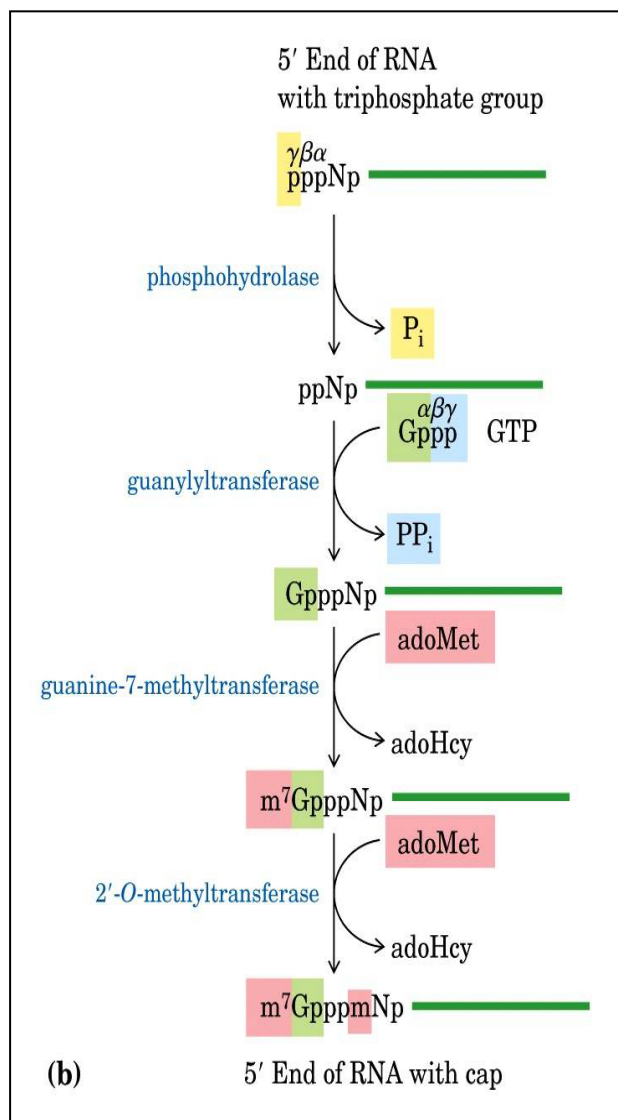 5′ End of RNA
with triphosphate group
γβα
pppNp
phosphohydrolase
Pi
ppNp
αβγ
Gppp GTP
guanylyltransferase
PPi
GpppNp
adoMet
guanine-7-methyltransferase
adoHcy
m⁷GpppNp
adoMet
2′-O-methyltransferase
adoHcy
m⁷GpppmNp
(b) 5′ End of RNA with cap